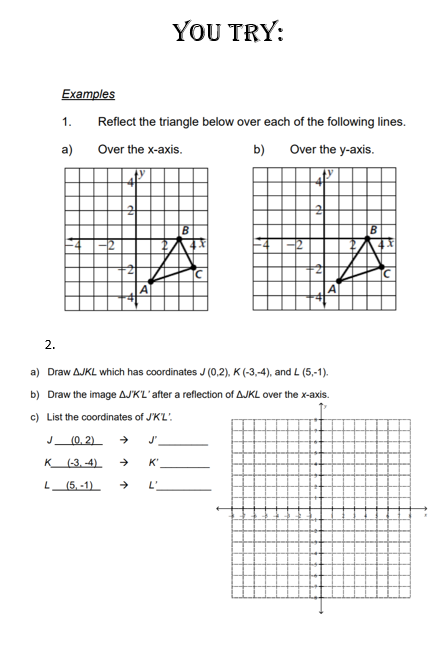 YOU TRY:
Examples
1. Reflect the triangle below over each of the following lines.
a) Over the x-axis. b) Over the y-axis.
y
4
2
B
-4 -2 2 4 x
C
-2
A
-4
y
4
2
B
-4 -2 2 4 x
C
-2
A
-4
2.
a) Draw ΔJKL which has coordinates J (0,2), K (-3,-4), and L (5,-1).
b) Draw the image ΔJ'K'L' after a reflection of ΔJKL over the x-axis.
c) List the coordinates of J'K'L'.
J (0, 2) → J'
K (-3, -4) → K'
L (5, -1) → L'
y
x